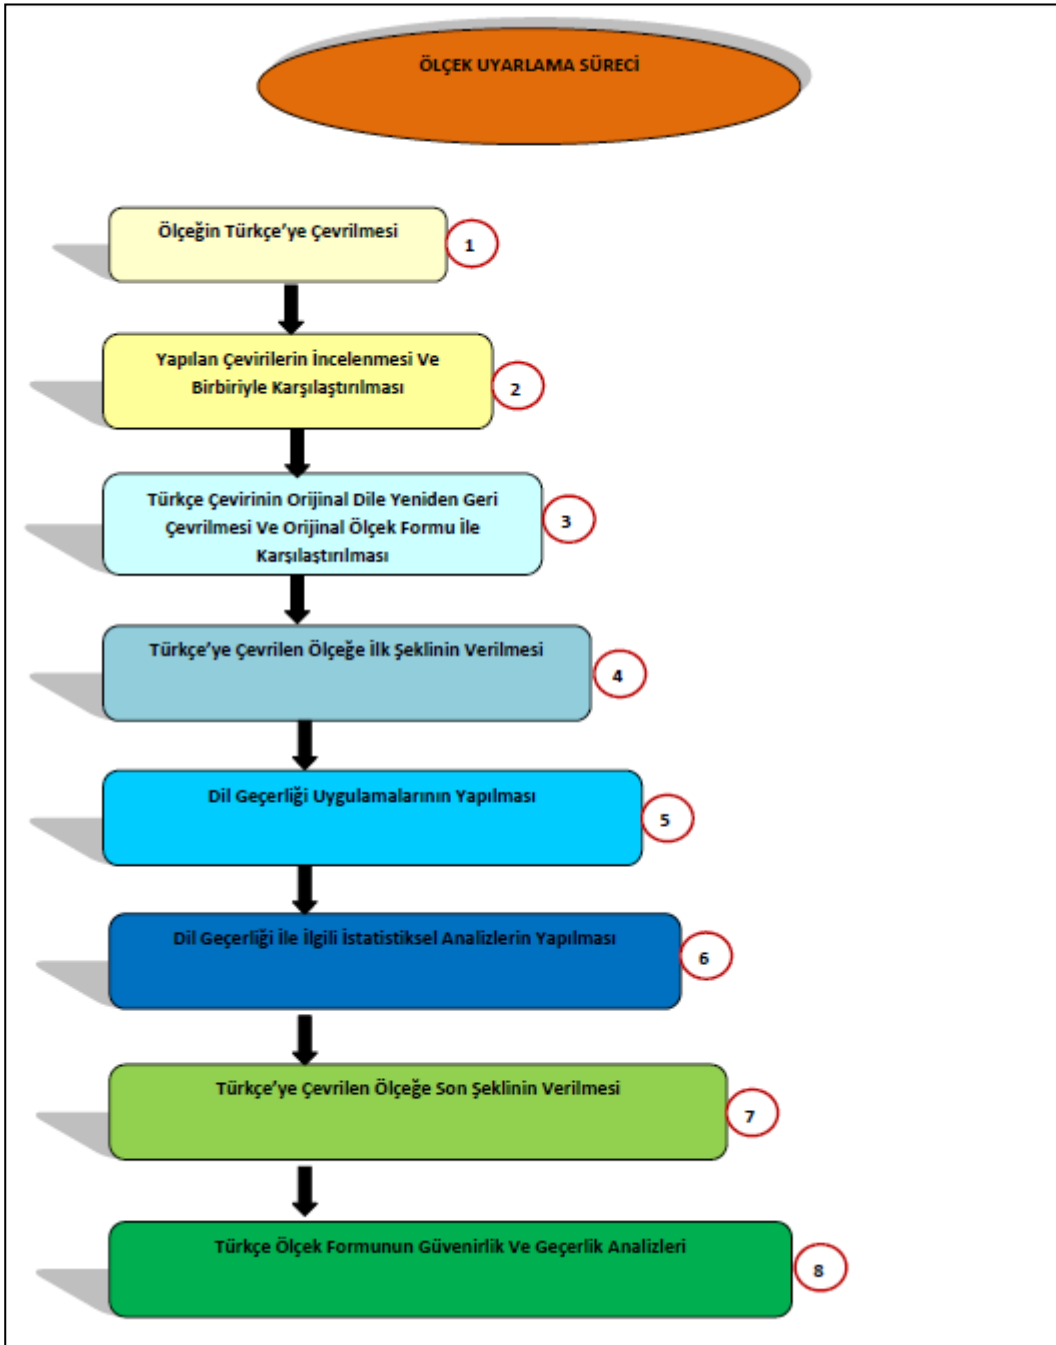 ÖLÇEK UYARLAMA SÜRECİ
Ölçeğin Türkçe’ye Çevrilmesi
1
Yapılan Çevirilerin İncelenmesi Ve
Birbiriyle Karşılaştırılması
2
Türkçe Çevirinin Orijinal Dile Yeniden Geri
Çevrilmesi Ve Orijinal Ölçek Formu İle
Karşılaştırılması
3
Türkçe’ye Çevrilen Ölçeğe İlk Şeklinin Verilmesi
4
Dil Geçerliği Uygulamalarının Yapılması
5
Dil Geçerliği İle İlgili İstatistiksel Analizlerin Yapılması
6
Türkçe’ye Çevrilen Ölçeğe Son Şeklinin Verilmesi
7
Türkçe Ölçek Formunun Güvenirlik Ve Geçerlik Analizleri
8